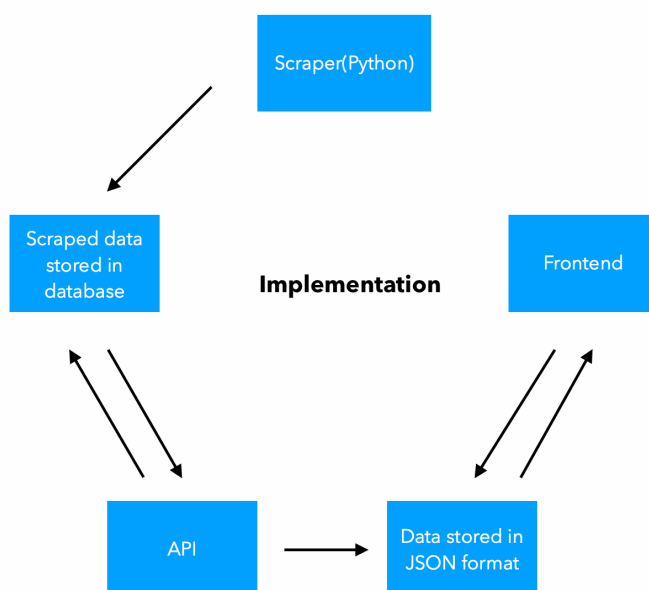 Scraper(Python)
Scraped data
stored in
database
Implementation
Frontend
API
Data stored in
JSON format